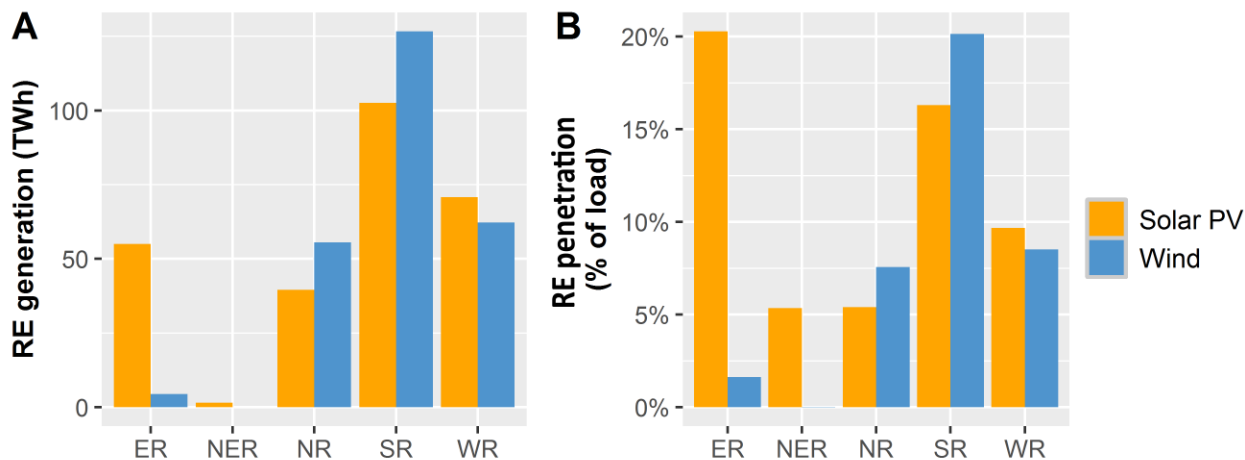 A
RE generation (TWh)
100
50
0
ER NER NR SR WR
B
RE penetration
(% of load)
20%
15%
10%
5%
0%
ER NER NR SR WR
Solar PV
Wind